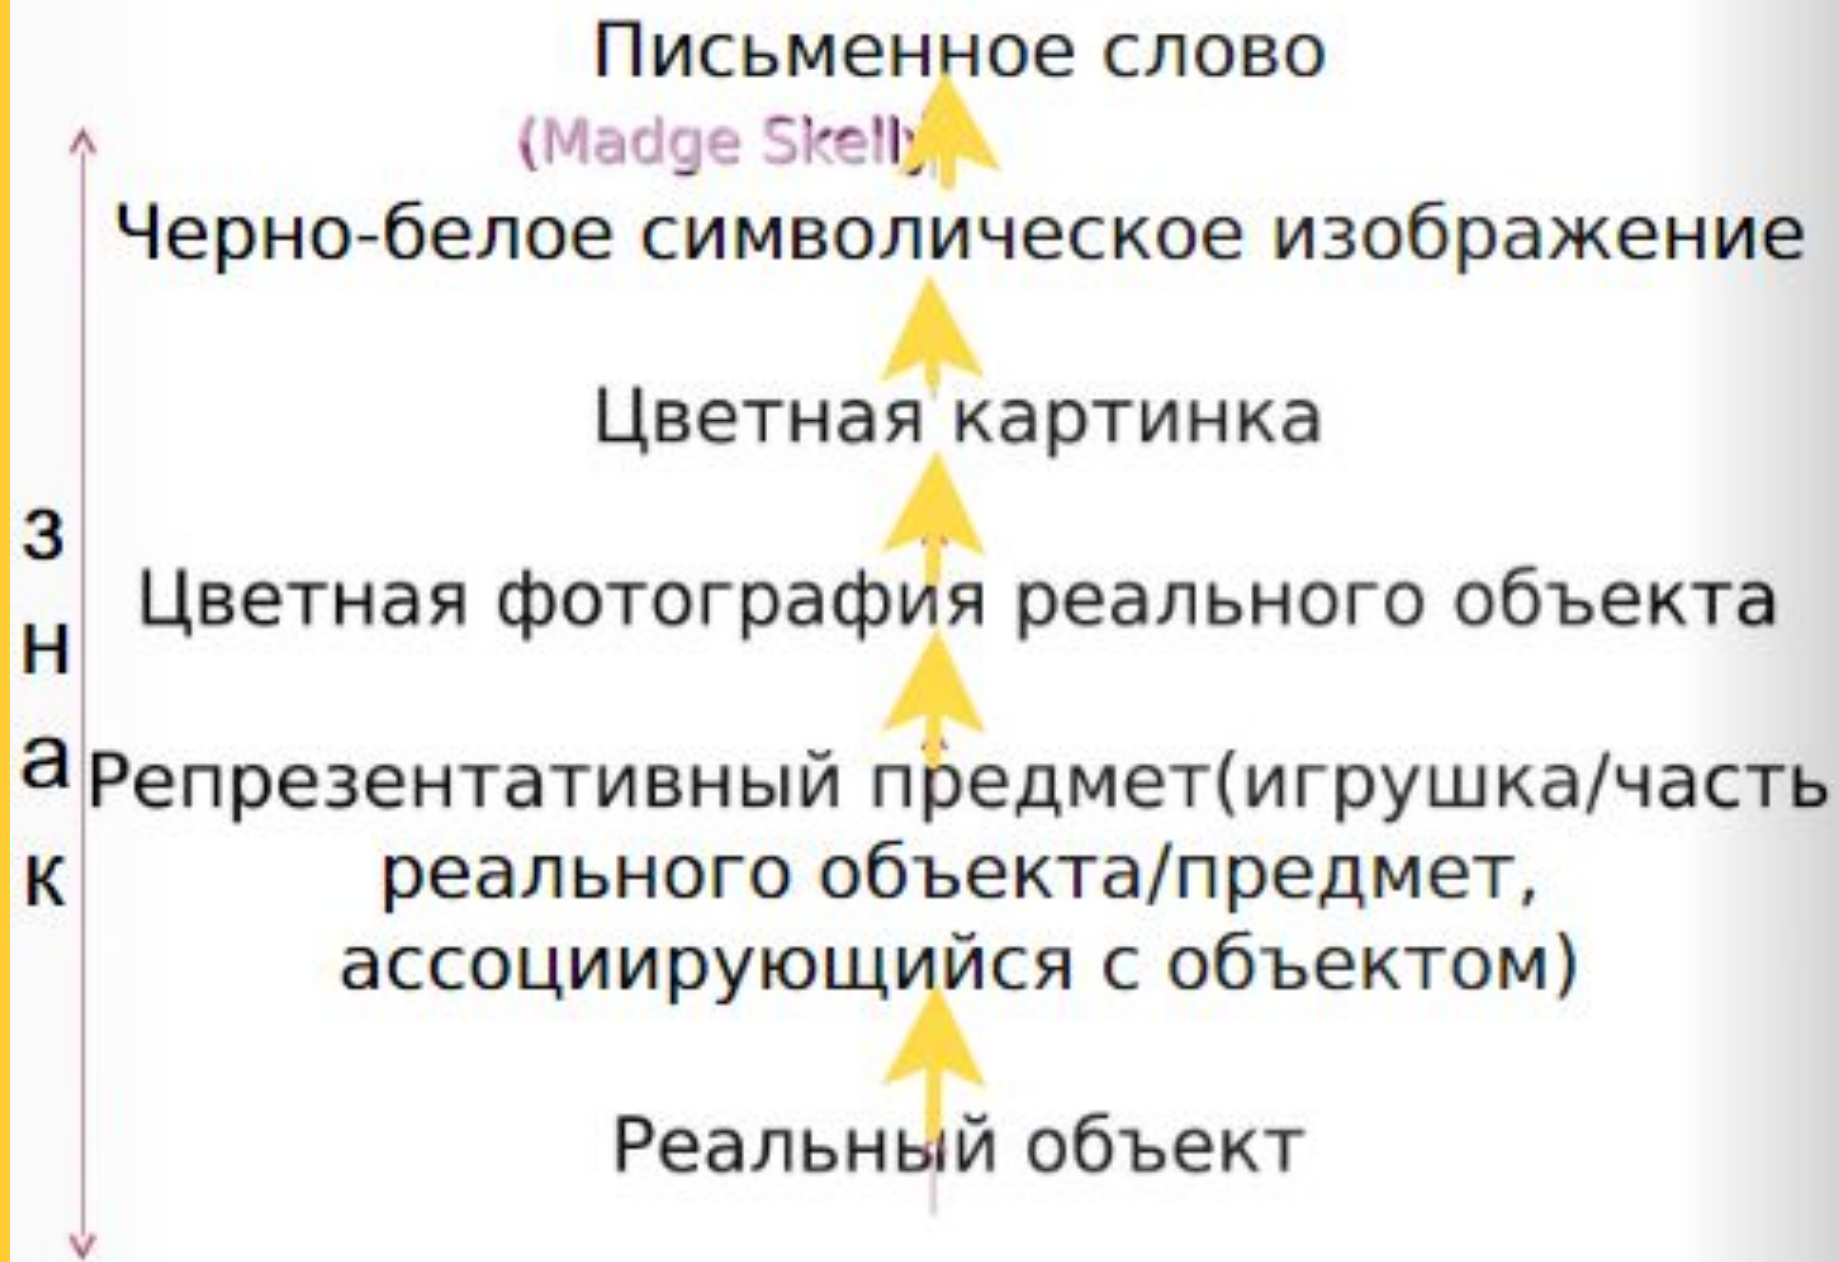 Письменное слово
(Madge Skelly
Черно-белое символическое изображение
Цветная картинка
Цветная фотография реального объекта
Репрезентативный предмет(игрушка/часть
реального объекта/предмет,
ассоциирующийся с объектом)
Реальный объект
з
н
а
к